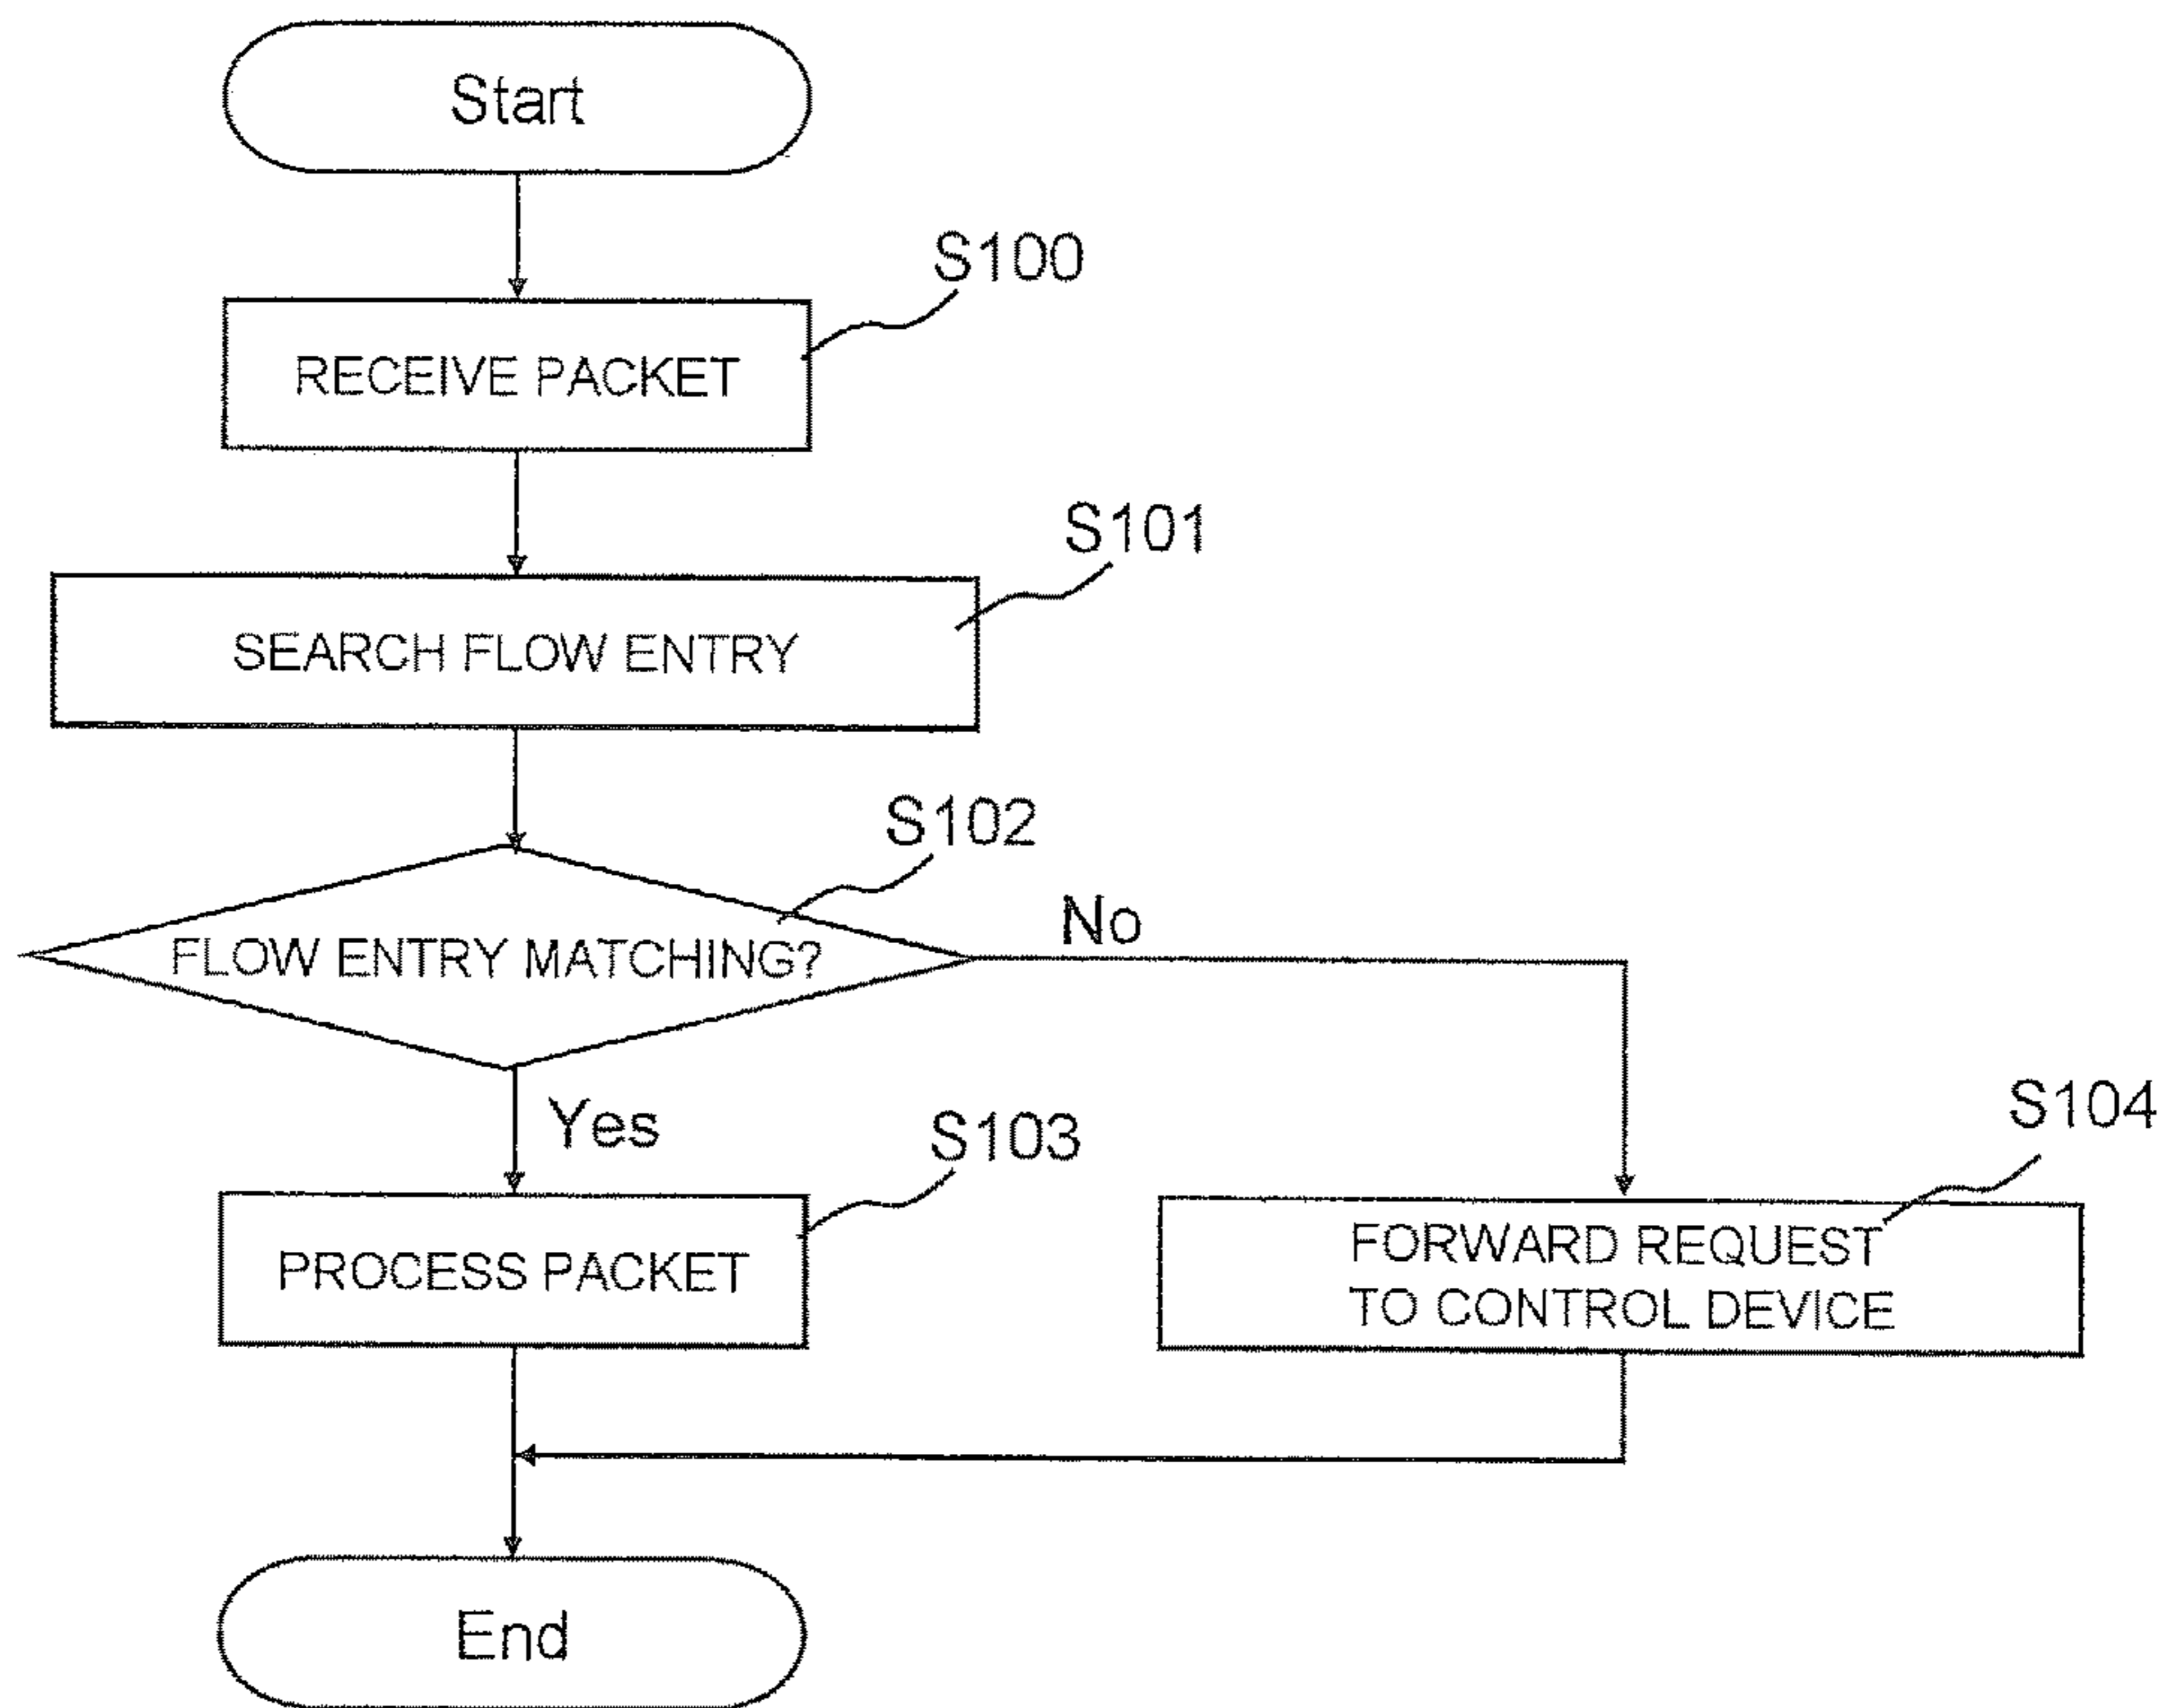 Start
S100
RECEIVE PACKET
S101
SEARCH FLOW ENTRY
S102
FLOW ENTRY MATCHING?
No
Yes
S103
PROCESS PACKET
S104
FORWARD REQUEST
TO CONTROL DEVICE
End